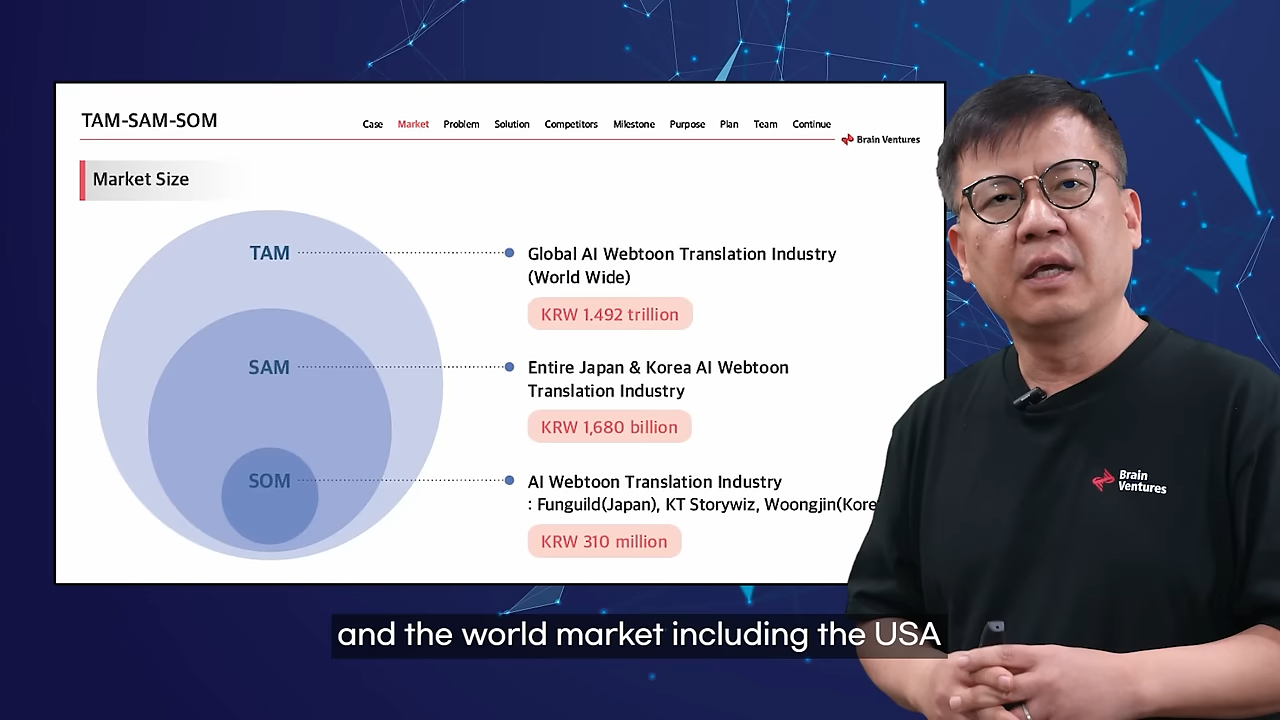 TAM-SAM-SOM
Case Market Problem Solution Competitors Milestone Purpose Plan Team Continue
Brain Ventures
Market Size
TAM
Global AI Webtoon Translation Industry
(World Wide)
KRW 1.492 trillion
SAM
Entire Japan & Korea AI Webtoon
Translation Industry
KRW 1,680 billion
SOM
AI Webtoon Translation Industry
: Funguild(Japan), KT Storywiz, Woongjin(Kore
KRW 310 million
Brain
Ventures
and the world market including the USA